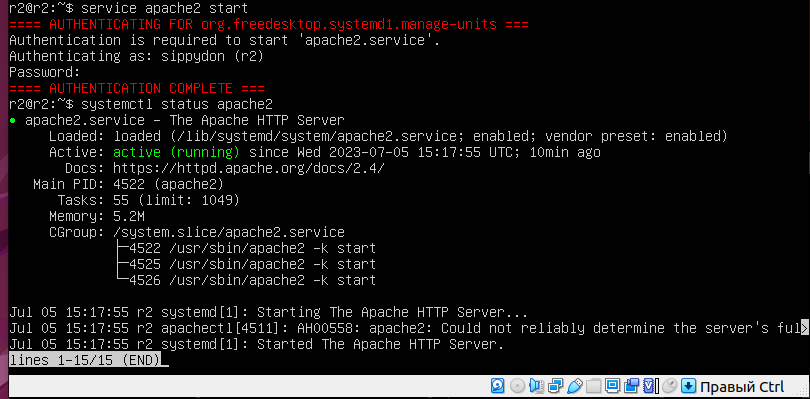 r2@r2:~$ service apache2 start
==== AUTHENTICATING FOR org.freedesktop.systemd1.manage-units ===
Authentication is required to start 'apache2.service'.
Authenticating as: sippydon (r2)
Password:
==== AUTHENTICATION COMPLETE ===
r2@r2:~$ systemctl status apache2
● apache2.service - The Apache HTTP Server
     Loaded: loaded (/lib/systemd/system/apache2.service; enabled; vendor preset: enabled)
     Active: active (running) since Wed 2023-07-05 15:17:55 UTC; 10min ago
       Docs: https://httpd.apache.org/docs/2.4/
   Main PID: 4522 (apache2)
      Tasks: 55 (limit: 1049)
     Memory: 5.2M
     CGroup: /system.slice/apache2.service
             ├─4522 /usr/sbin/apache2 -k start
             ├─4525 /usr/sbin/apache2 -k start
             └─4526 /usr/sbin/apache2 -k start
Jul 05 15:17:55 r2 systemd[1]: Starting The Apache HTTP Server...
Jul 05 15:17:55 r2 apachectl[4511]: AH00558: apache2: Could not reliably determine the server's ful>
Jul 05 15:17:55 r2 systemd[1]: Started The Apache HTTP Server.
lines 1-15/15 (END)
Правый Ctrl